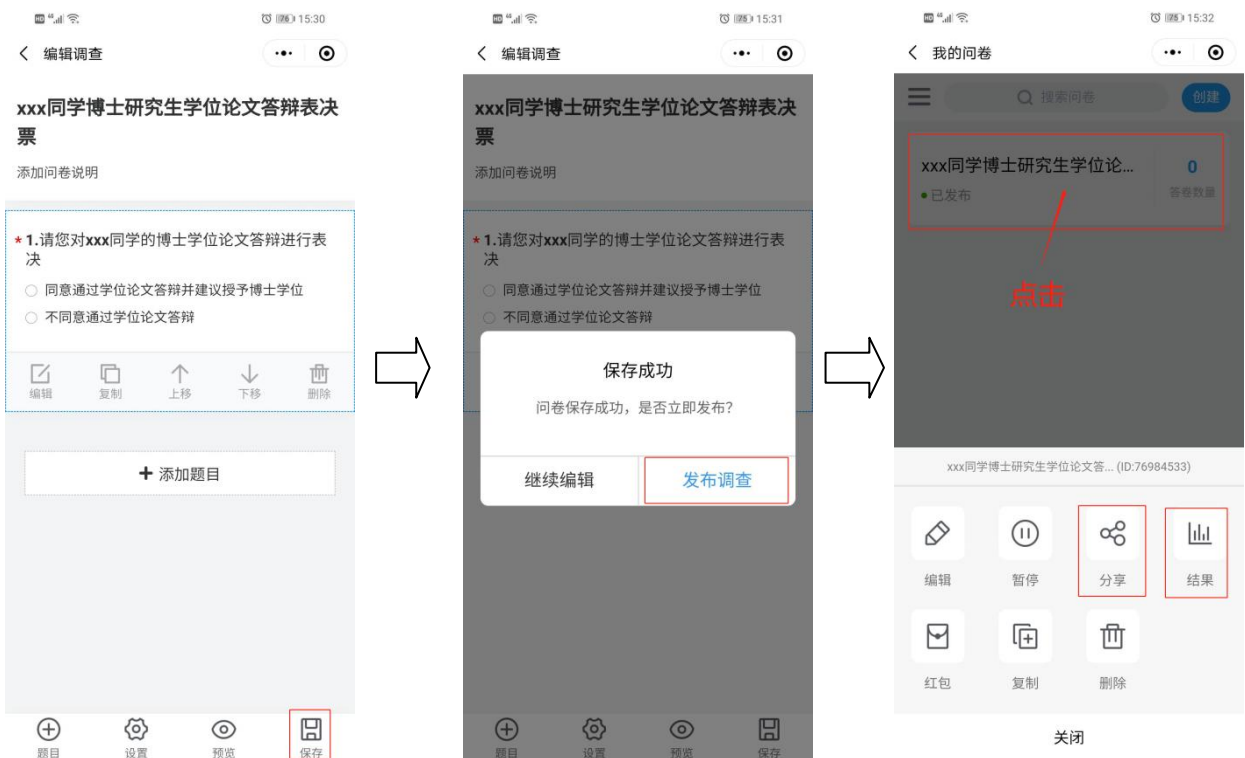 HD 46 76 15:30
编辑调查
xxx同学博士研究生学位论文答辩表决
票
添加问卷说明
* 1.请您对xxx同学的博士学位论文答辩进行表
决
同意通过学位论文答辩并建议授予博士学位
不同意通过学位论文答辩
编辑 复制 上移 下移 删除
+ 添加题目
题目 设置 预览 保存
HD 46 76 15:31
编辑调查
xxx同学博士研究生学位论文答辩表决
票
添加问卷说明
* 1.请您对xxx同学的博士学位论文答辩进行表
决
同意通过学位论文答辩并建议授予博士学位
不同意通过学位论文答辩
保存成功
问卷保存成功，是否立即发布?
继续编辑 发布调查
题目 设置 预览 保存
HD 46 15:32
我的问卷
搜索问卷 创建
xxx同学博士研究生学位论... 0
已发布 答卷数量
点击
xxx同学博士研究生学位论文答... (ID:76984533)
编辑 暂停 分享 结果
红包 复制 删除
关闭